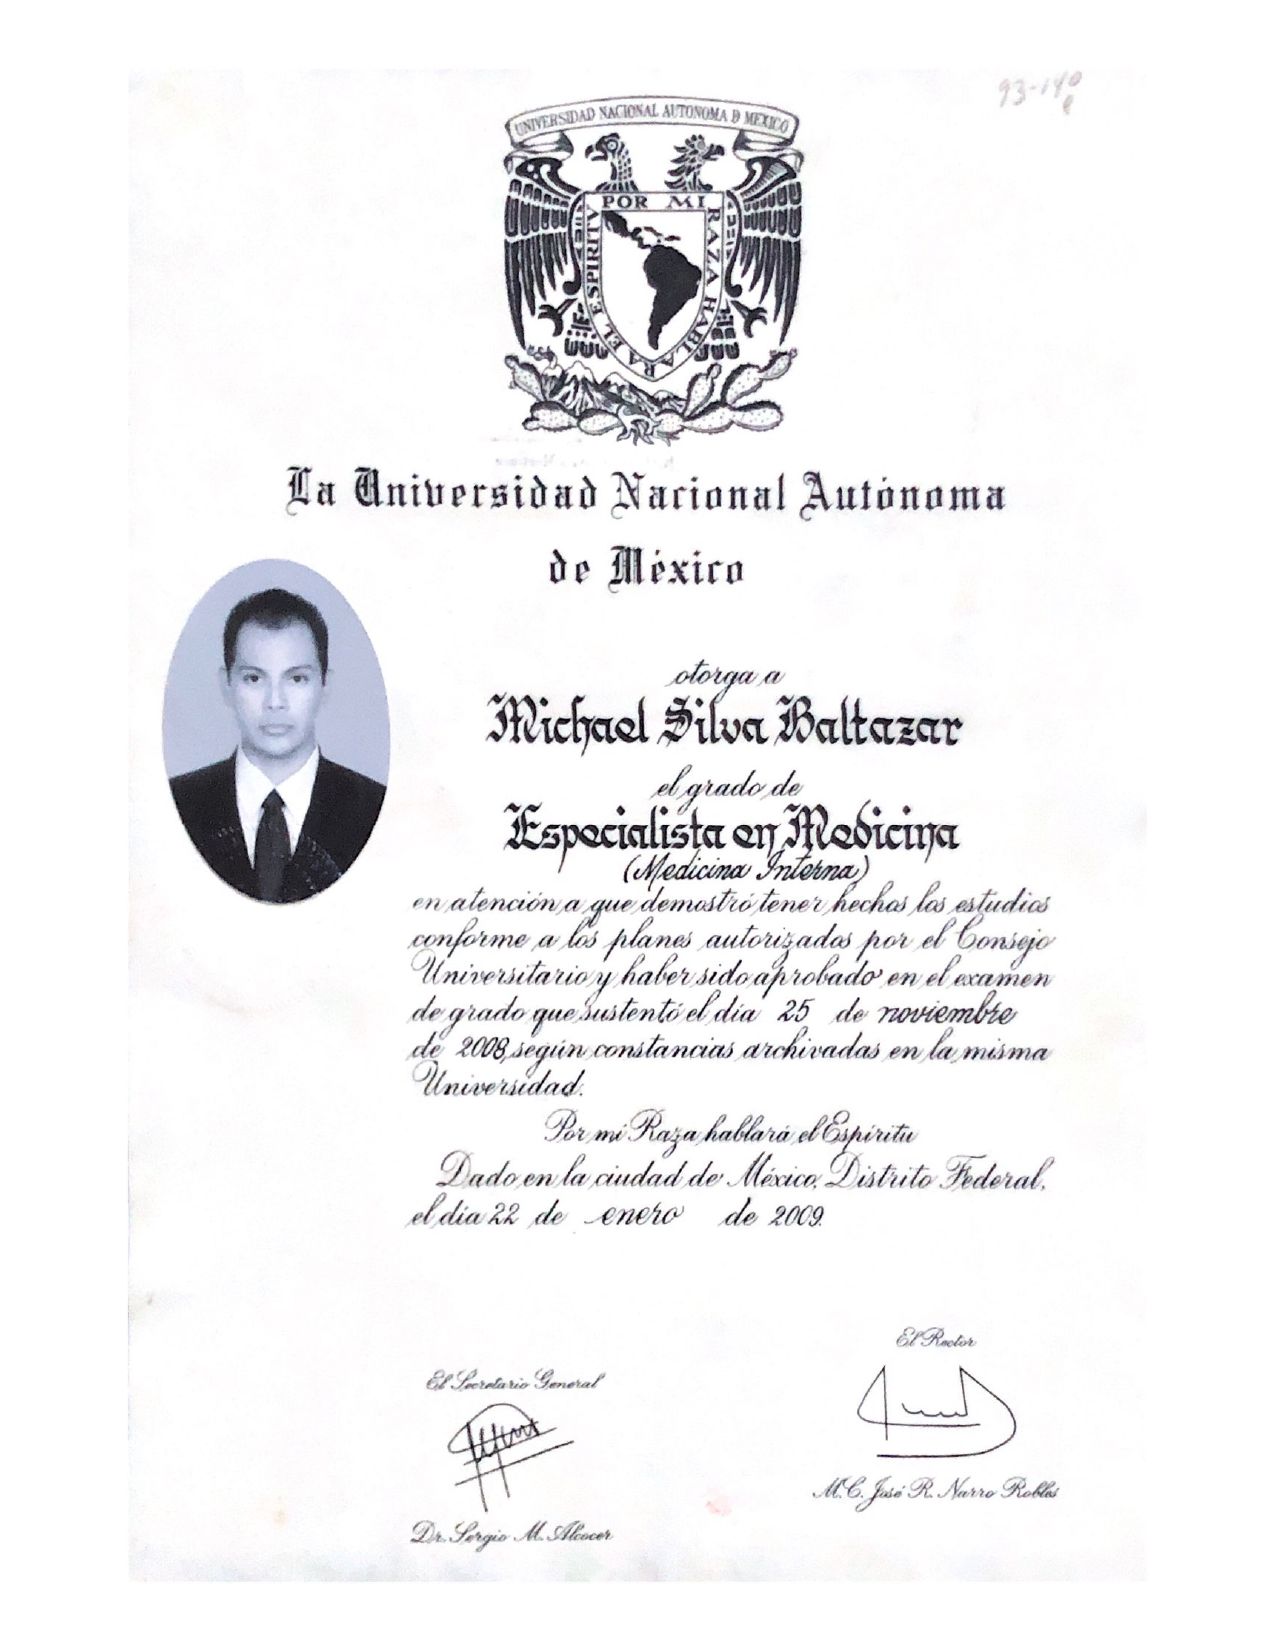 93-14º
UNIVERSIDAD NACIONAL AUTONOMA D MEXICO
POR MI RAZA HABLARA EL ESPIRITV
La Universidad Nacional Autónoma
de México
otorga a
Michael Silva Baltazar
el grado de
Especialista en Medicina
(Medicina Interna)
en atención a que demostró tener hechos los estudios
conforme a los planes autorizados por el Consejo
Universitario y haber sido aprobado en el examen
de grado que sustentó el día 25 de noviembre
de 2008, según constancias archivadas en la misma
Universidad.
Por mi Raza hablará el Espíritu
Dado en la ciudad de México, Distrito Federal,
el día 22 de enero de 2009.
El Rector
El Secretario General
M.C. José R. Narro Robles
Dr. Sergio M. Alcocer